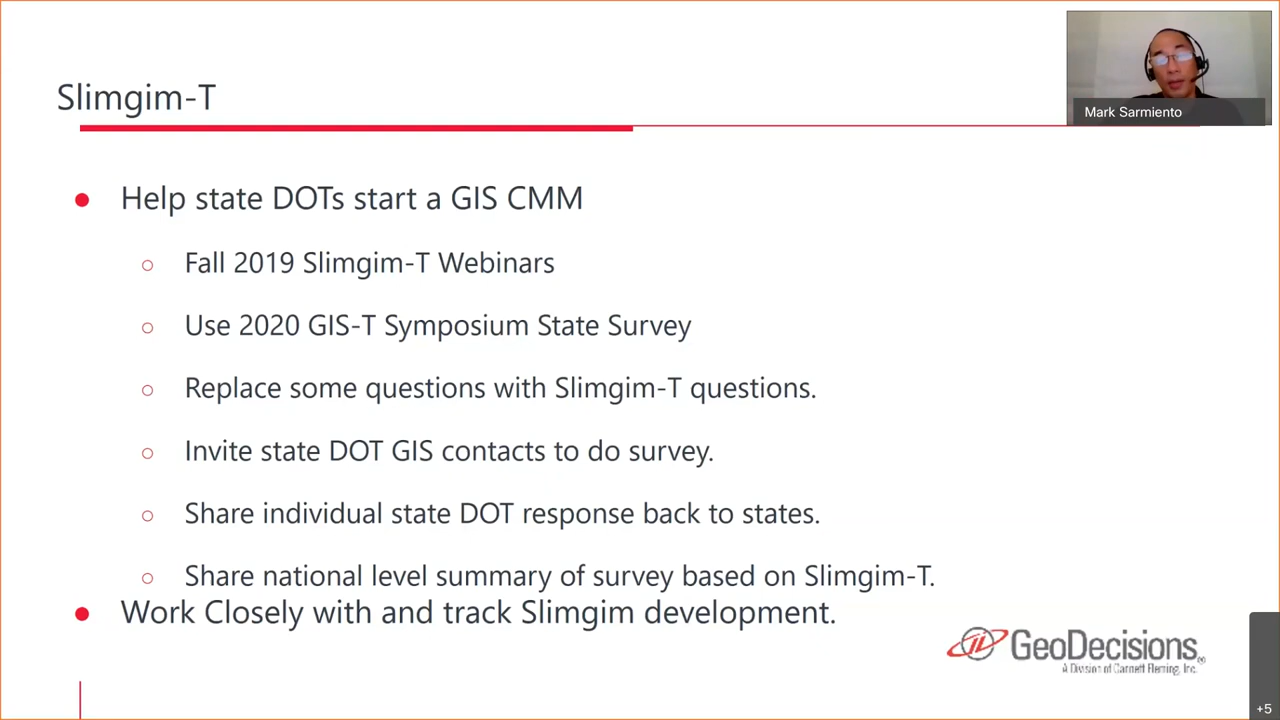 Slimgim-T
Mark Sarmiento
Help state DOTs start a GIS CMM
Fall 2019 Slimgim-T Webinars
Use 2020 GIS-T Symposium State Survey
Replace some questions with Slimgim-T questions.
Invite state DOT GIS contacts to do survey.
Share individual state DOT response back to states.
Share national level summary of survey based on Slimgim-T.
Work Closely with and track Slimgim development.
GeoDecisions
A Division of Gannett Fleming, Inc.
+5